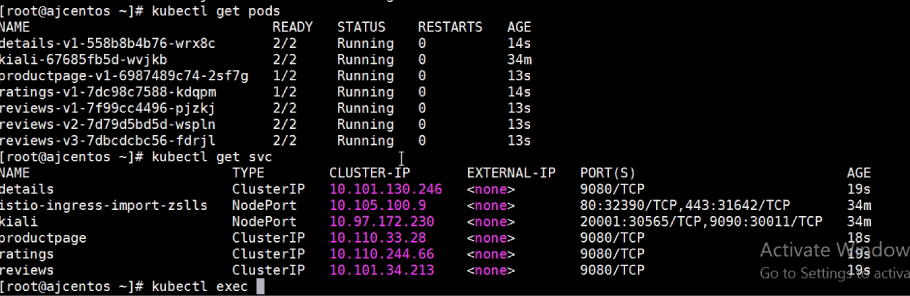 [root@ajcentos ~]# kubectl get pods
NAME READY STATUS RESTARTS AGE
details-v1-558b8b4b76-wrx8c 2/2 Running 0 14s
kiali-67685fb5d-wvjkb 2/2 Running 0 34m
productpage-v1-6987489c74-2sf7g 1/2 Running 0 13s
ratings-v1-7dc98c7588-kdqpm 1/2 Running 0 14s
reviews-v1-7f99cc4496-pjzkj 2/2 Running 0 13s
reviews-v2-7d79d5bd5d-wspln 2/2 Running 0 13s
reviews-v3-7dbcdcbc56-fdrjl 2/2 Running 0 13s
[root@ajcentos ~]# kubectl get svc
NAME TYPE CLUSTER-IP EXTERNAL-IP PORT(S) AGE
details ClusterIP 10.101.130.246 <none> 9080/TCP 19s
istio-ingress-import-zslls NodePort 10.105.100.9 <none> 80:32390/TCP,443:31642/TCP 34m
kiali NodePort 10.97.172.230 <none> 20001:30565/TCP,9090:30011/TCP 34m
productpage ClusterIP 10.110.33.28 <none> 9080/TCP 18s
ratings ClusterIP 10.110.244.66 <none> 9080/TCP 19s
reviews ClusterIP 10.101.34.213 <none> 9080/TCP 19s
[root@ajcentos ~]# kubectl exec
Activate Window
Go to Settings to activa